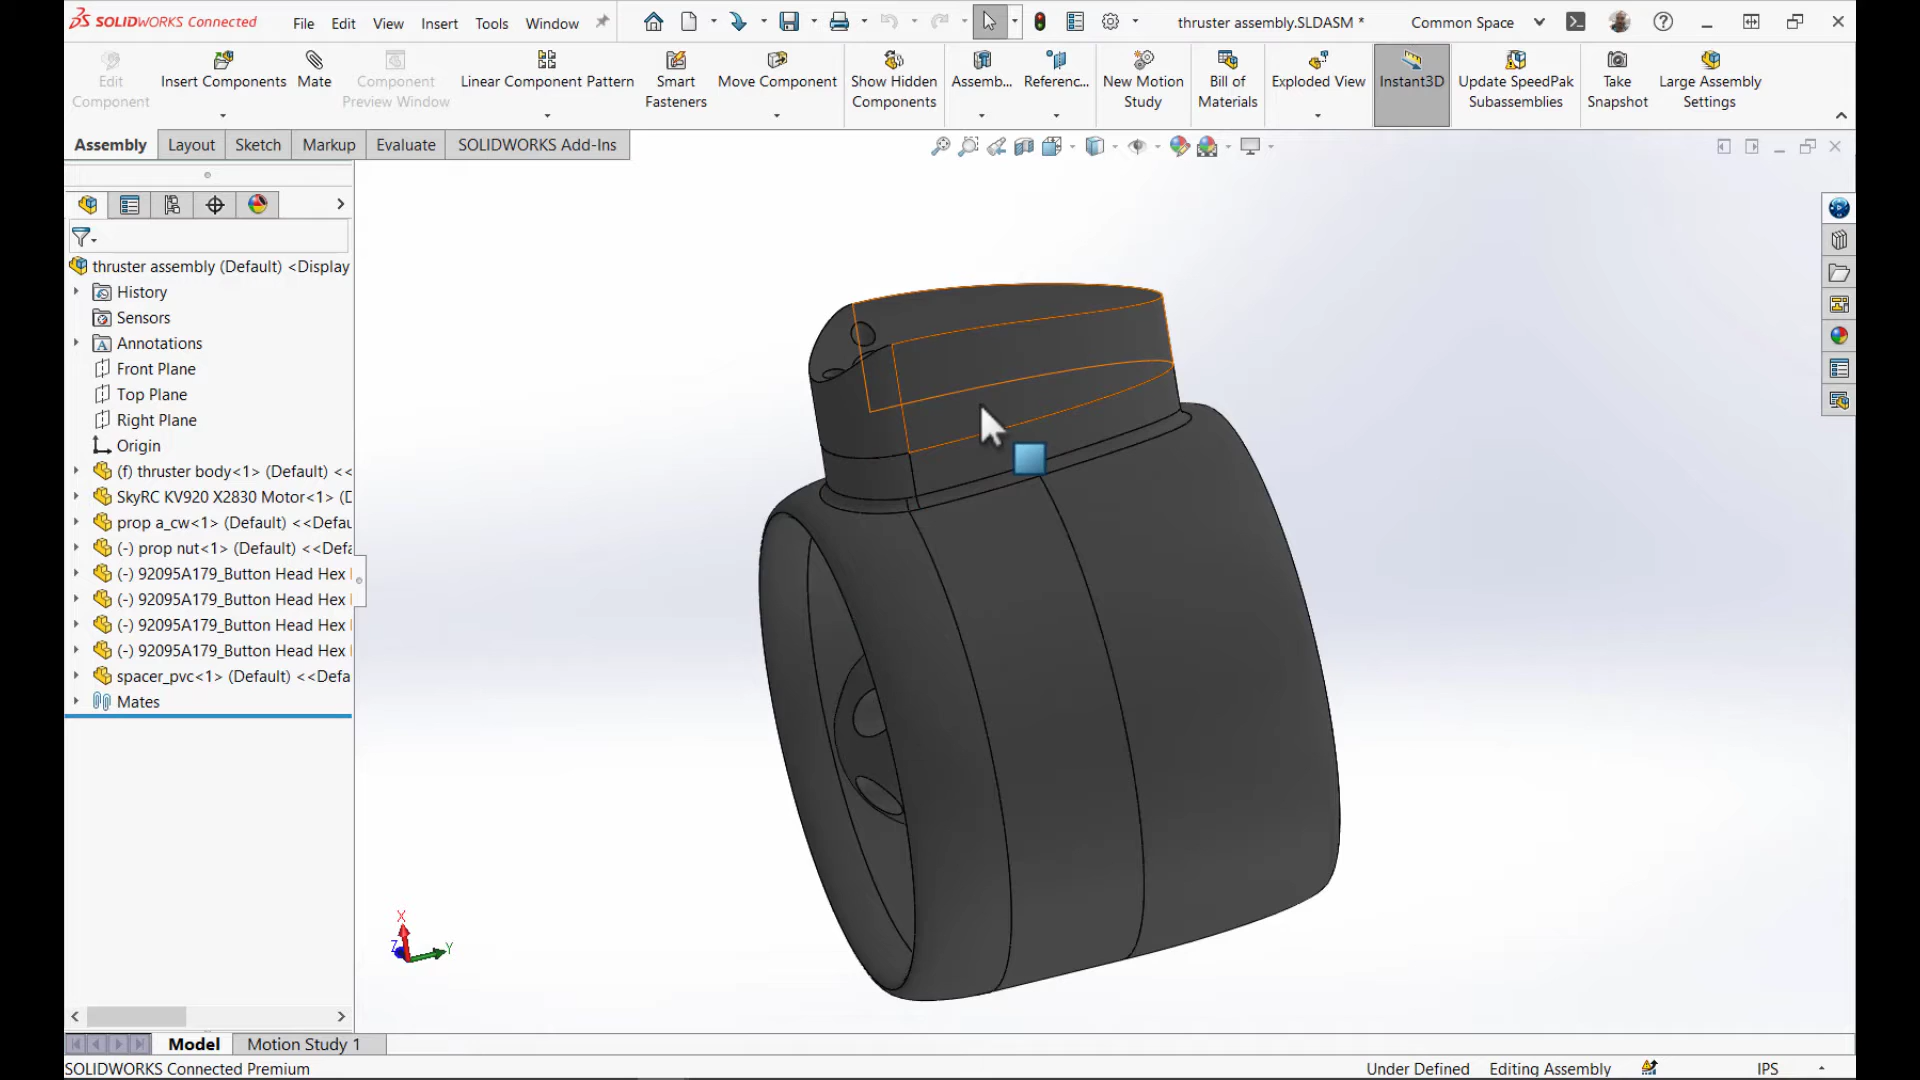 SOLIDWORKS Connected
File Edit View Insert Tools Window
thruster assembly.SLDASM *
Common Space
Edit Component
Insert Components
Mate
Component Preview Window
Linear Component Pattern
Smart Fasteners
Move Component
Show Hidden Components
Assemb...
Referenc...
New Motion Study
Bill of Materials
Exploded View
Instant3D
Update SpeedPak Subassemblies
Take Snapshot
Large Assembly Settings
Assembly Layout Sketch Markup Evaluate SOLIDWORKS Add-Ins
thruster assembly (Default) <Display
History
Sensors
Annotations
Front Plane
Top Plane
Right Plane
Origin
(f) thruster body<1> (Default) <<
SkyRC KV920 X2830 Motor<1> (D
prop a_cw<1> (Default) <<Defau
(-) prop nut<1> (Default) <<Defa
(-) 92095A179_Button Head Hex
(-) 92095A179_Button Head Hex
(-) 92095A179_Button Head Hex
(-) 92095A179_Button Head Hex
spacer_pvc<1> (Default) <<Defa
Mates
X
Z
Y
Model Motion Study 1
SOLIDWORKS Connected Premium
Under Defined Editing Assembly IPS